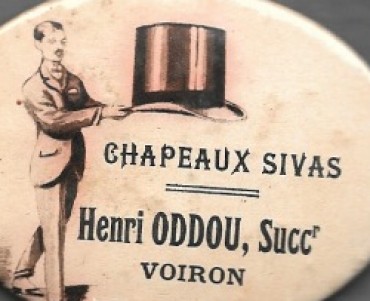 CHAPEAUX SIVAS
Henri ODDOU, Succʳ
VOIRON